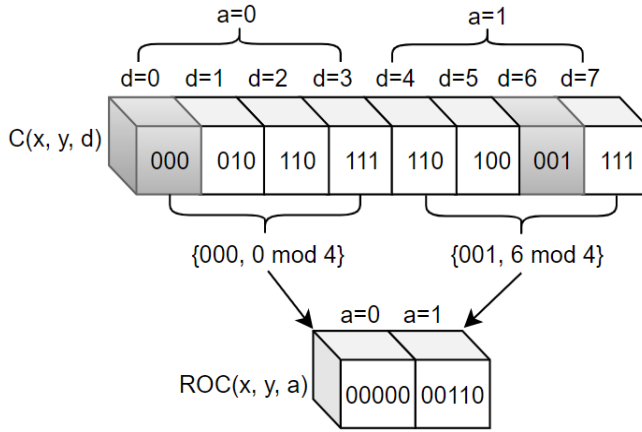 a=0 a=1
d=0 d=1 d=2 d=3 d=4 d=5 d=6 d=7
C(x, y, d)
000 010 110 111 110 100 001 111
{000, 0 mod 4} {001, 6 mod 4}
a=0 a=1
ROC(x, y, a)
00000 00110